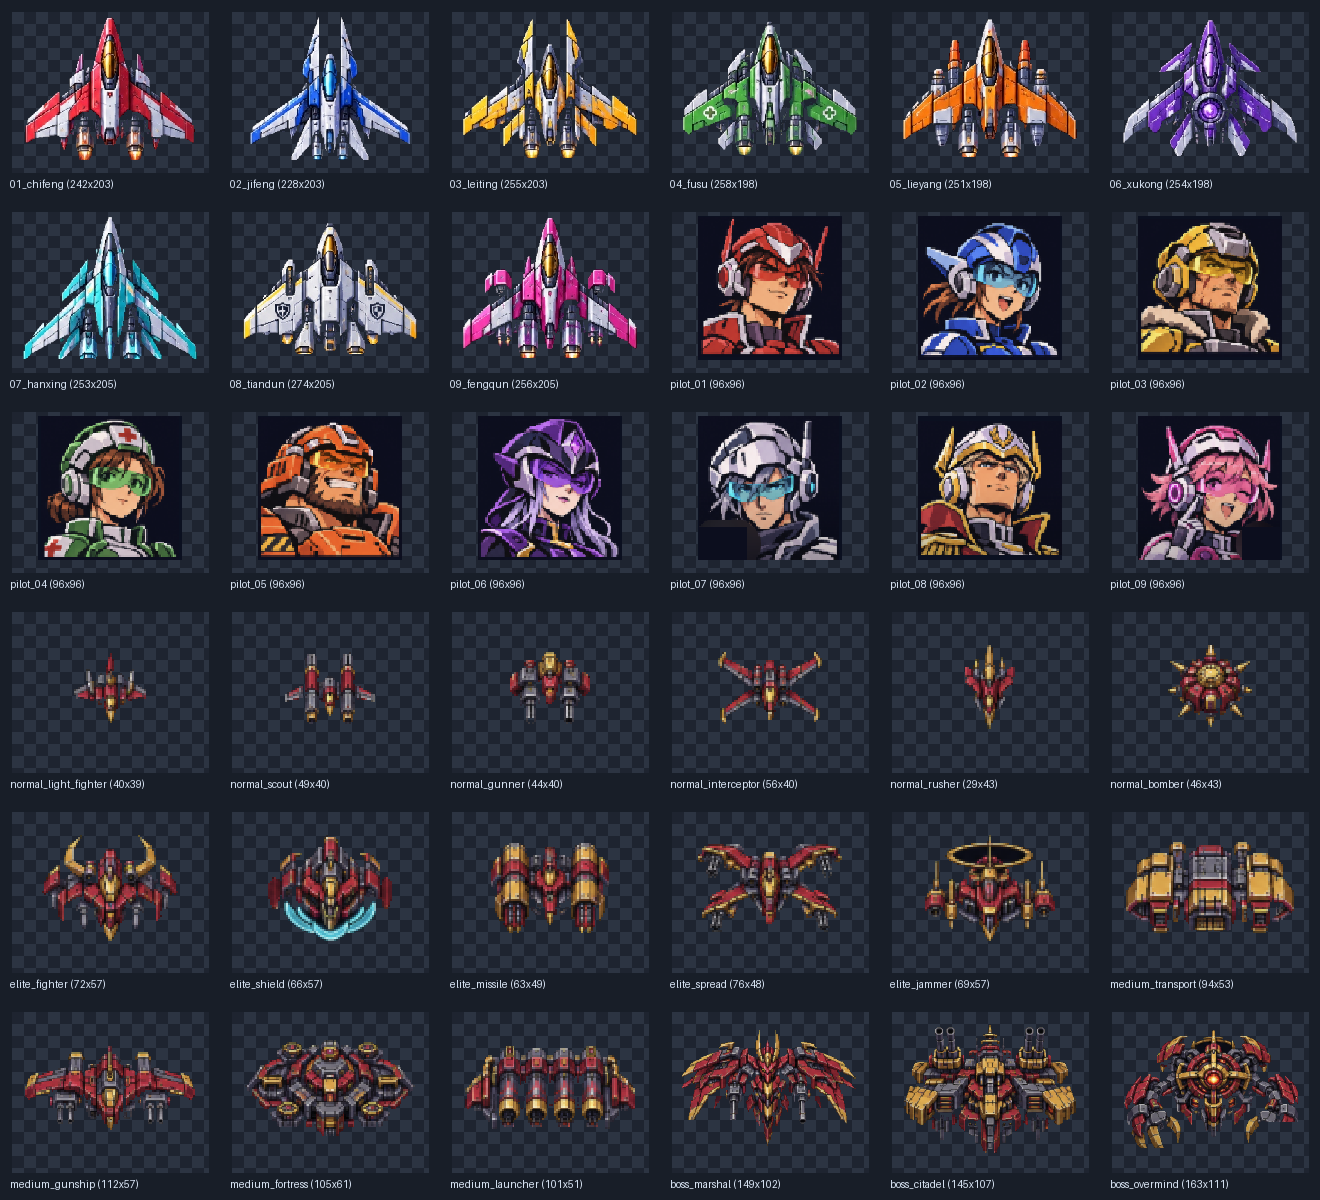 01_chifeng (242x203) 02_jifeng (228x203) 03_leiting (255x203) 04_fusu (258x198) 05_lieyang (251x198) 06_xukong (254x198)
07_hanxing (253x205) 08_tiandun (274x205) 09_fengqun (256x205) pilot_01 (96x96) pilot_02 (96x96) pilot_03 (96x96)
pilot_04 (96x96) pilot_05 (96x96) pilot_06 (96x96) pilot_07 (96x96) pilot_08 (96x96) pilot_09 (96x96)
normal_light_fighter (40x39) normal_scout (49x40) normal_gunner (44x40) normal_interceptor (56x40) normal_rusher (29x43) normal_bomber (46x43)
elite_fighter (72x57) elite_shield (66x57) elite_missile (63x49) elite_spread (76x48) elite_jammer (69x57) medium_transport (94x53)
medium_gunship (112x57) medium_fortress (105x61) medium_launcher (101x51) boss_marshal (149x102) boss_citadel (145x107) boss_overmind (163x111)